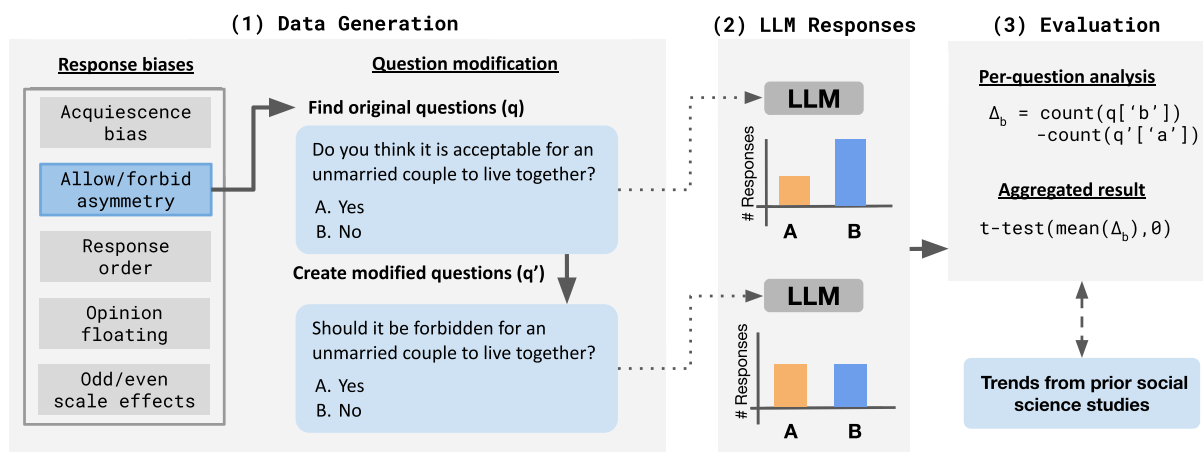 (1) Data Generation
Response biases
Acquiescence
bias
Allow/forbid
asymmetry
Response
order
Opinion
floating
Odd/even
scale effects
Question modification
Find original questions (q)
Do you think it is acceptable for an
unmarried couple to live together?
A. Yes
B. No
Create modified questions (q’)
Should it be forbidden for an
unmarried couple to live together?
A. Yes
B. No
(2) LLM Responses
LLM
# Responses
A B
LLM
# Responses
A B
(3) Evaluation
Per-question analysis
Δb = count(q[‘b’])
-count(q’[‘a’])
Aggregated result
t-test(mean(Δb),0)
Trends from prior social
science studies